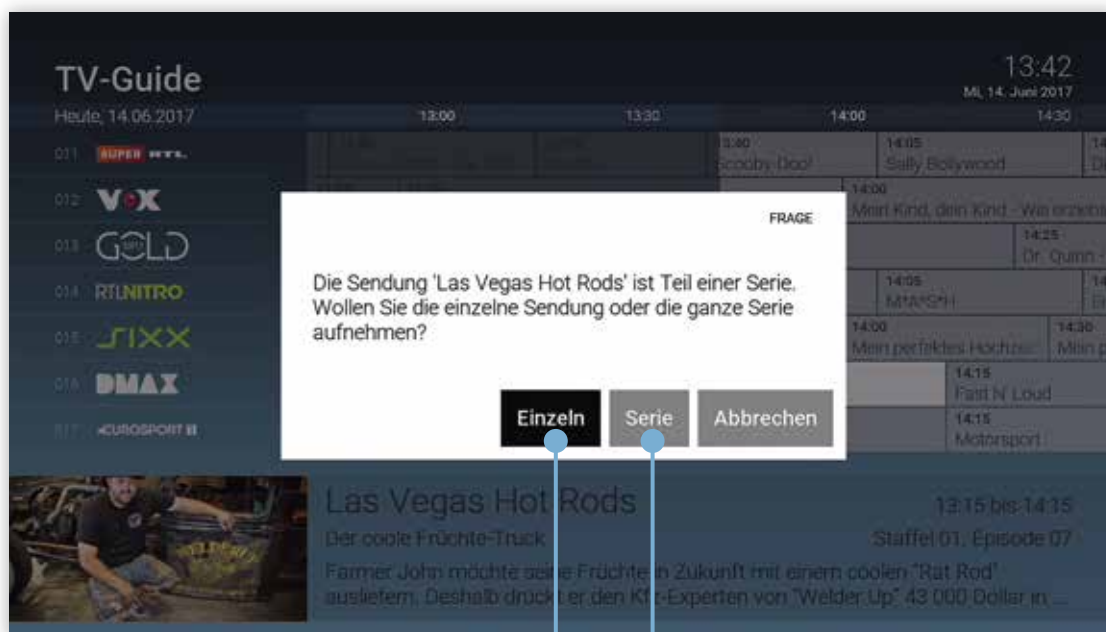 TV-Guide
13:42
Mi, 14. Juni 2017
Heute, 14.06.2017
13:00 13:30 14:00 14:30
011 SUPER RTL.
13:40
Scooby-Doo!
14:05
Sally Bollywood
012 VOX
14:00
Mein Kind, dein Kind - Wie
013 GOLD
14:25
Dr. Quinn -
014 RTLNITRO
14:05
M*A*S*H
015 SIXX
14:00
Mein perfektes
14:30
Mein
016 DMAX
14:15
Fast N' Loud
017 EUROSPORT 1
14:15
Motorsport
FRAGE
Die Sendung 'Las Vegas Hot Rods' ist Teil einer Serie.
Wollen Sie die einzelne Sendung oder die ganze Serie
aufnehmen?
Einzeln Serie Abbrechen
Las Vegas Hot Rods 13:15 bis 14:15
Der coole Früchte-Truck Staffel 01, Episode 07
Farmer John möchte seine Früchte in Zukunft mit einem coolen "Rat Rod"
ausliefern. Deshalb drückt er den Kfz-Experten von "Welder Up" 43 000 Dollar in ...